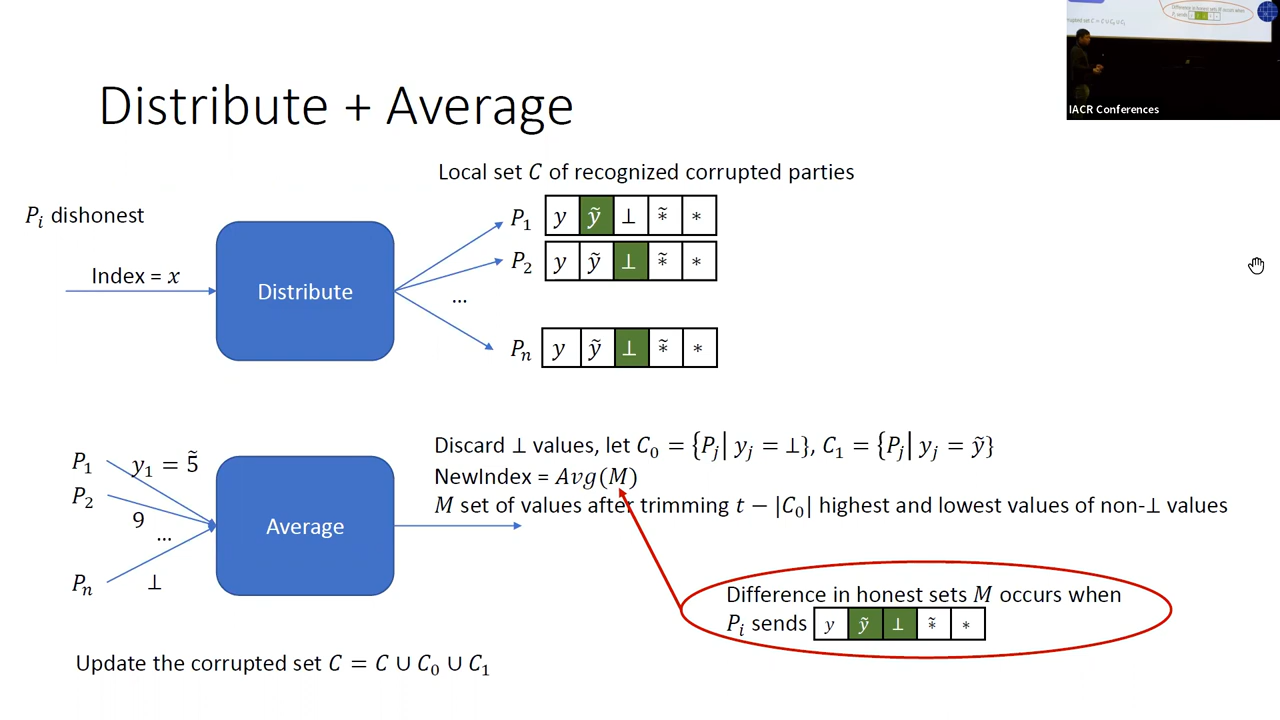 Distribute + Average
IACR Conferences
Local set C of recognized corrupted parties
P_i dishonest
Index = x
Distribute
P_1 y ỹ ⊥ *̃ *
P_2 y ỹ ⊥ *̃ *
...
P_n y ỹ ⊥ *̃ *
P_1 y_1 = 5̃
P_2 9
...
P_n ⊥
Average
Discard ⊥ values, let C_0 = {P_j| y_j = ⊥}, C_1 = {P_j| y_j = ỹ}
NewIndex = Avg(M)
M set of values after trimming t − |C_0| highest and lowest values of non-⊥ values
Difference in honest sets M occurs when
P_i sends y ỹ ⊥ *̃ *
Update the corrupted set C = C ∪ C_0 ∪ C_1